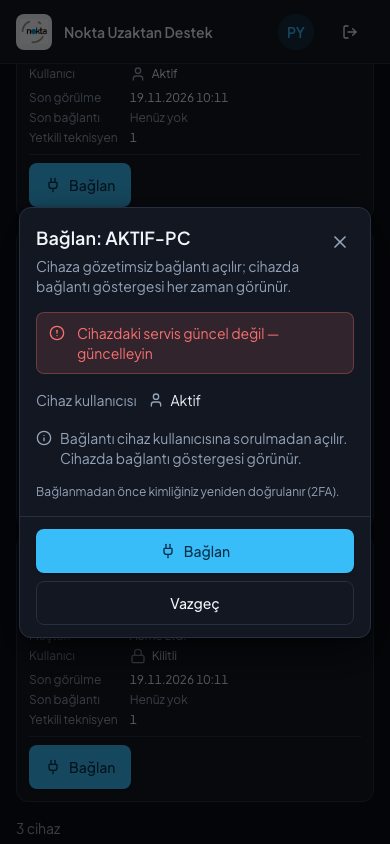 nokta
Nokta Uzaktan Destek
PY
Kullanıcı
Aktif
Son görülme
19.11.2026 10:11
Son bağlantı
Henüz yok
Yetkili teknisyen
1
Bağlan
Bağlan: AKTIF-PC
Cihaza gözetimsiz bağlantı açılır; cihazda
bağlantı göstergesi her zaman görünür.
Cihazdaki servis güncel değil —
güncelleyin
Cihaz kullanıcısı
Aktif
Bağlantı cihaz kullanıcısına sorulmadan açılır.
Cihazda bağlantı göstergesi görünür.
Bağlanmadan önce kimliğiniz yeniden doğrulanır (2FA).
Bağlan
Vazgeç
Kullanıcı
Kilitli
Son görülme
19.11.2026 10:11
Son bağlantı
Henüz yok
Yetkili teknisyen
1
Bağlan
3 cihaz